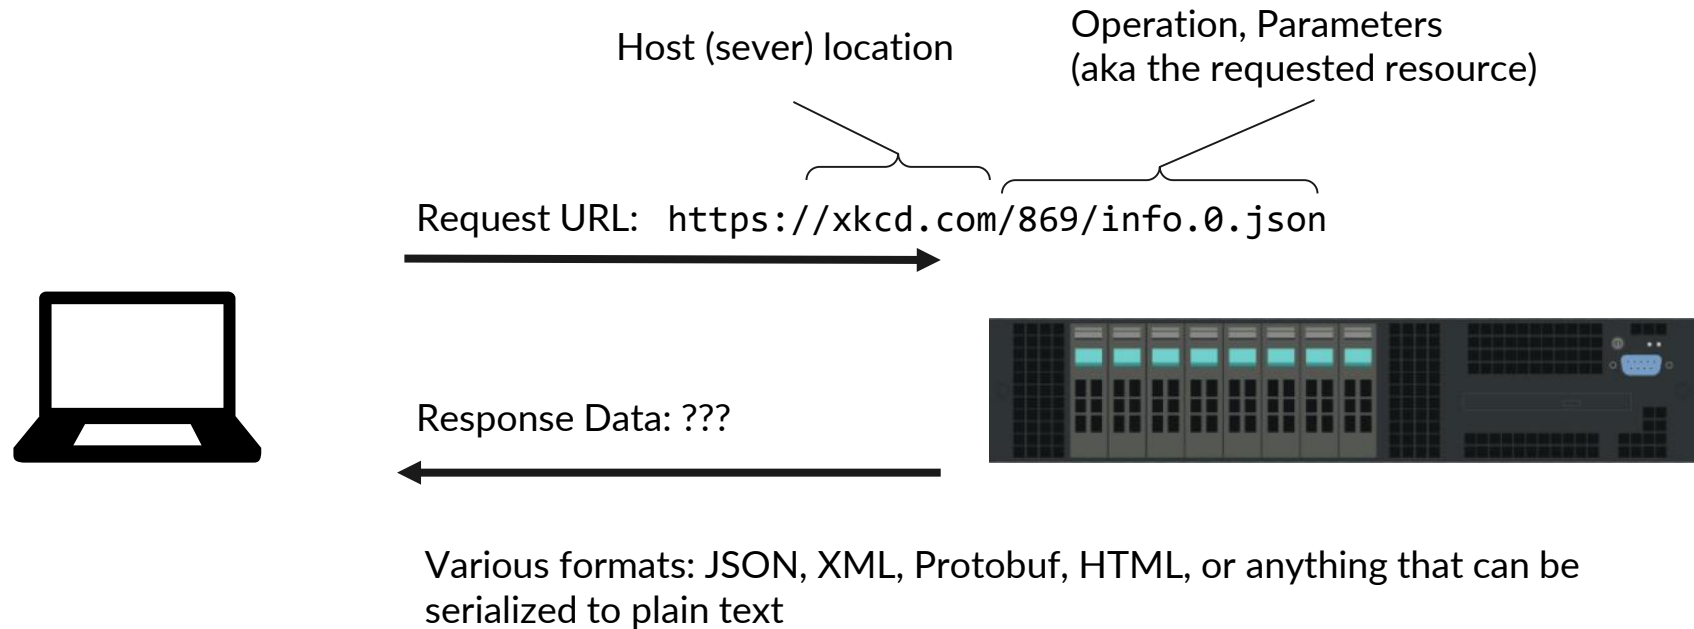 Host (sever) location
Operation, Parameters
(aka the requested resource)
Request URL: https://xkcd.com/869/info.0.json
Response Data: ???
Various formats: JSON, XML, Protobuf, HTML, or anything that can be
serialized to plain text